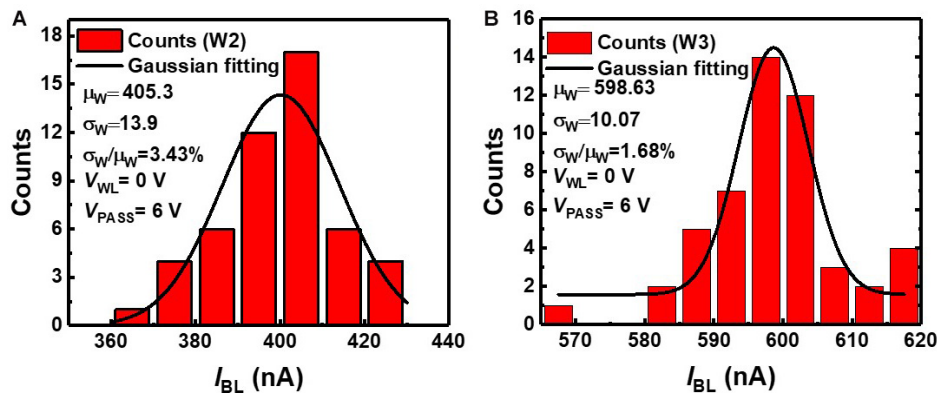 A
Counts (W2)
Gaussian fitting
μW=405.3
σW=13.9
σW/μW=3.43%
VWL= 0 V
VPASS= 6 V
18
15
12
9
6
3
0
Counts
360 380 400 420 440
IBL (nA)
B
Counts (W3)
Gaussian fitting
μW=598.63
σW=10.07
σW/μW=1.68%
VWL=0 V
VPASS= 6 V
16
14
12
10
8
6
4
2
0
Counts
570 590 600 610 620
IBL (nA)